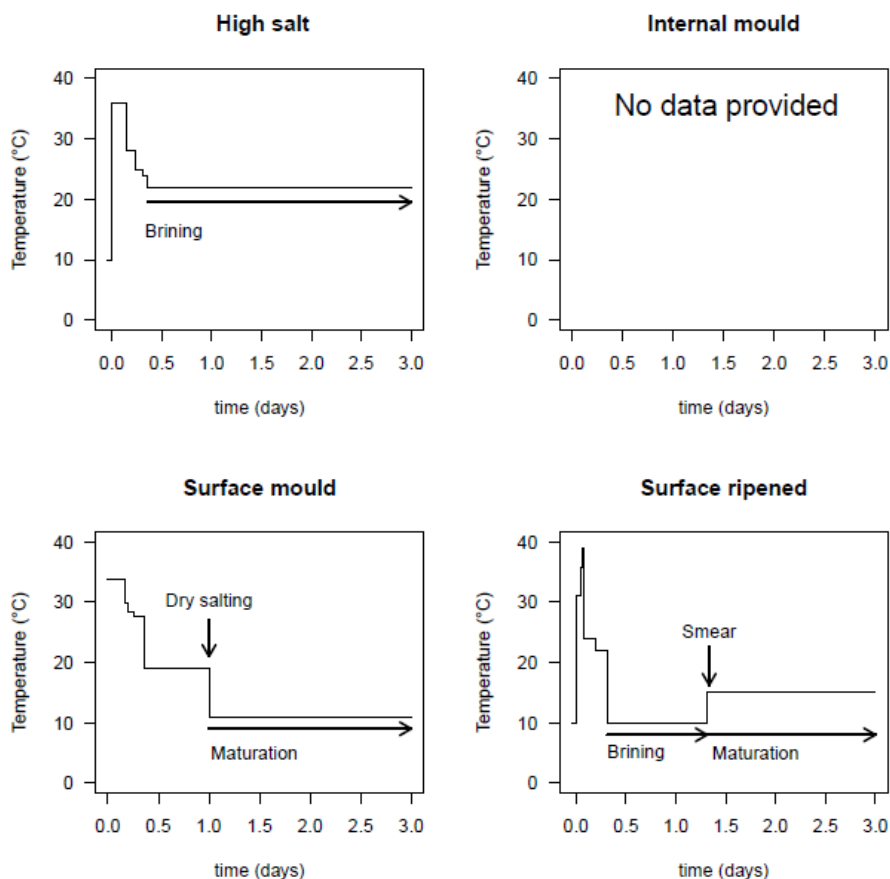 High salt
Internal mould
Temperature (°C)
40
30
20
10
0
Brining
0.0 0.5 1.0 1.5 2.0 2.5 3.0
time (days)
Temperature (°C)
40
30
20
10
0
No data provided
0.0 0.5 1.0 1.5 2.0 2.5 3.0
time (days)
Surface mould
Surface ripened
Temperature (°C)
40
30
20
10
0
Dry salting
Maturation
0.0 0.5 1.0 1.5 2.0 2.5 3.0
time (days)
Temperature (°C)
40
30
20
10
0
Smear
Brining
Maturation
0.0 0.5 1.0 1.5 2.0 2.5 3.0
time (days)